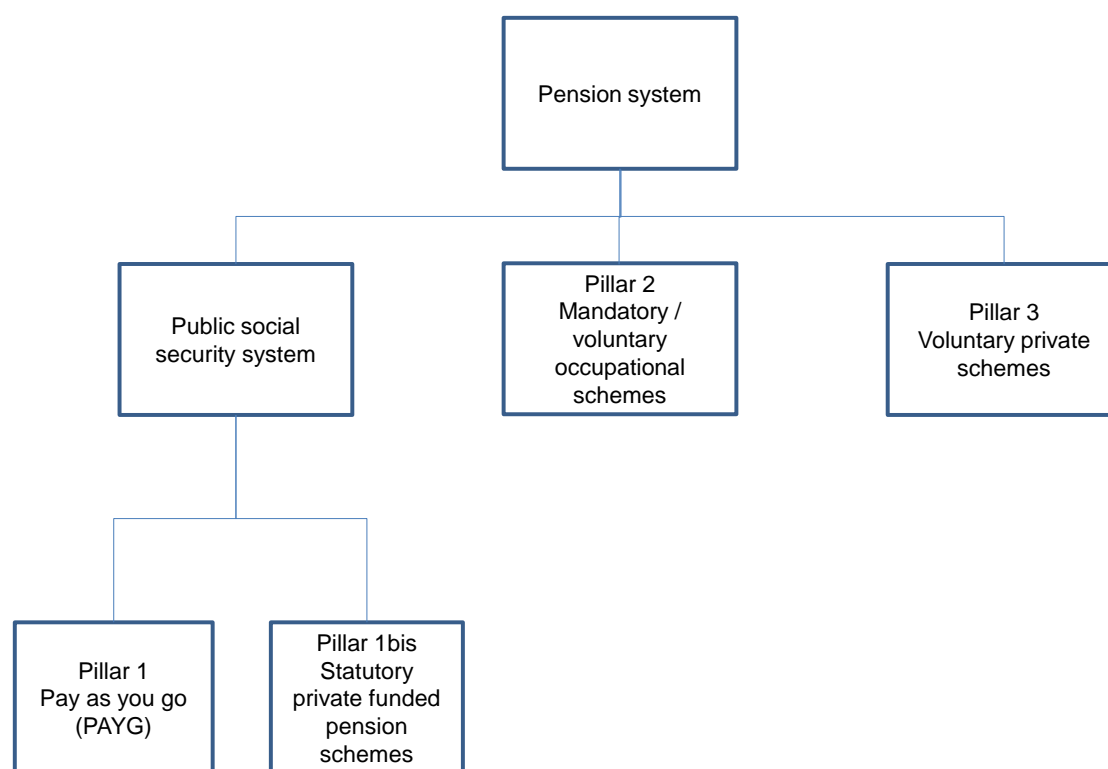 Pension system
Public social
security system
Pillar 2
Mandatory /
voluntary
occupational
schemes
Pillar 3
Voluntary private
schemes
Pillar 1
Pay as you go
(PAYG)
Pillar 1bis
Statutory
private funded
pension
schemes